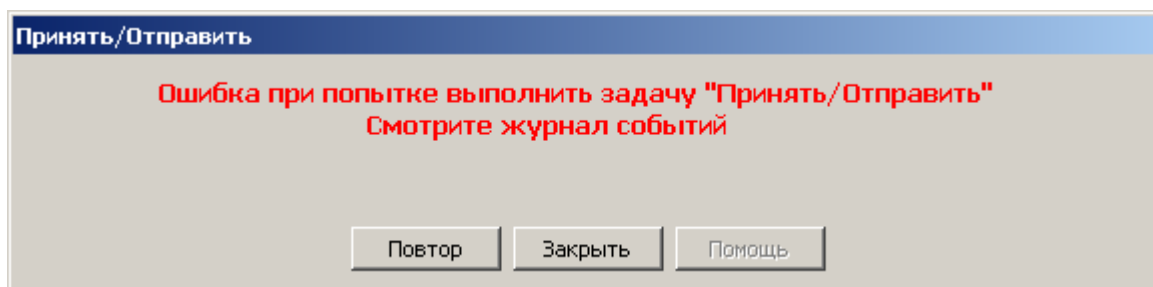 Принять/Отправить
Ошибка при попытке выполнить задачу "Принять/Отправить"
Смотрите журнал событий
Повтор Закрыть Помощь